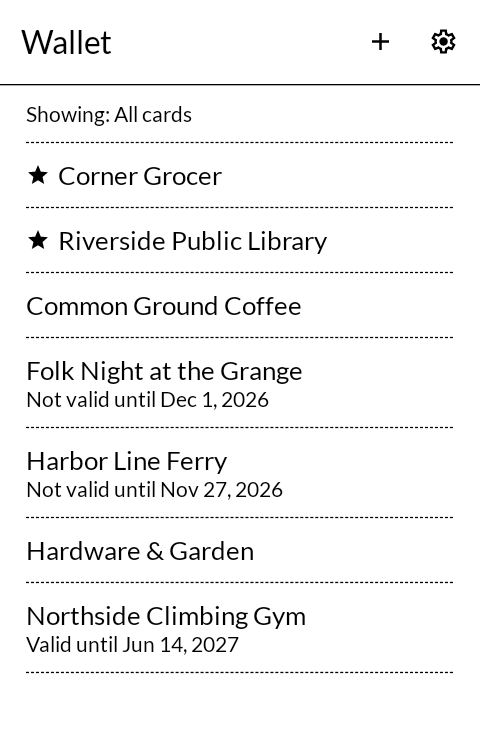 Wallet
Showing: All cards
Corner Grocer
Riverside Public Library
Common Ground Coffee
Folk Night at the Grange
Not valid until Dec 1, 2026
Harbor Line Ferry
Not valid until Nov 27, 2026
Hardware & Garden
Northside Climbing Gym
Valid until Jun 14, 2027